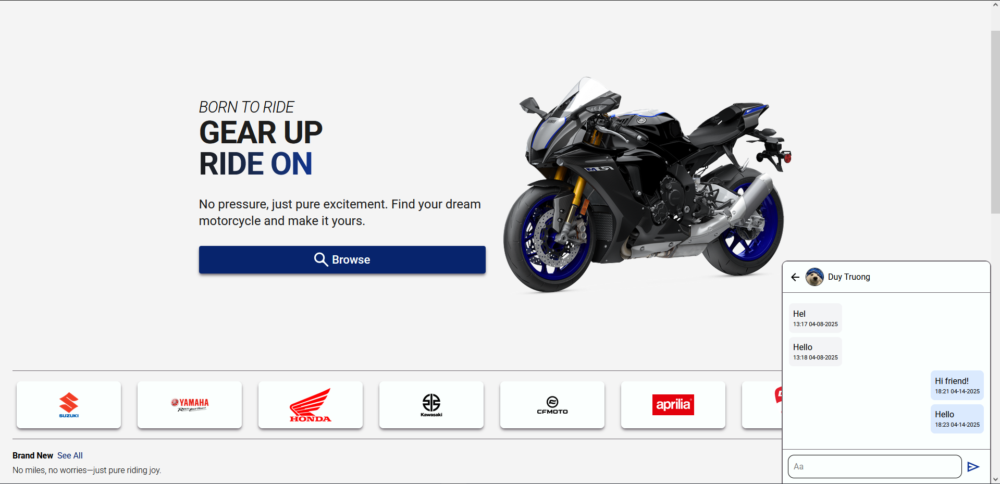 BORN TO RIDE
GEAR UP
RIDE ON
No pressure, just pure excitement. Find your dream
motorcycle and make it yours.
Browse
SUZUKI
YAMAHA
Revs your Heart
HONDA
Kawasaki
CFMOTO
aprilia
Brand New See All
No miles, no worries—just pure riding joy.
Duy Truong
Hel
13:17 04-08-2025
Hello
13:18 04-08-2025
Hi friend!
18:21 04-14-2025
Hello
18:23 04-14-2025
Aa